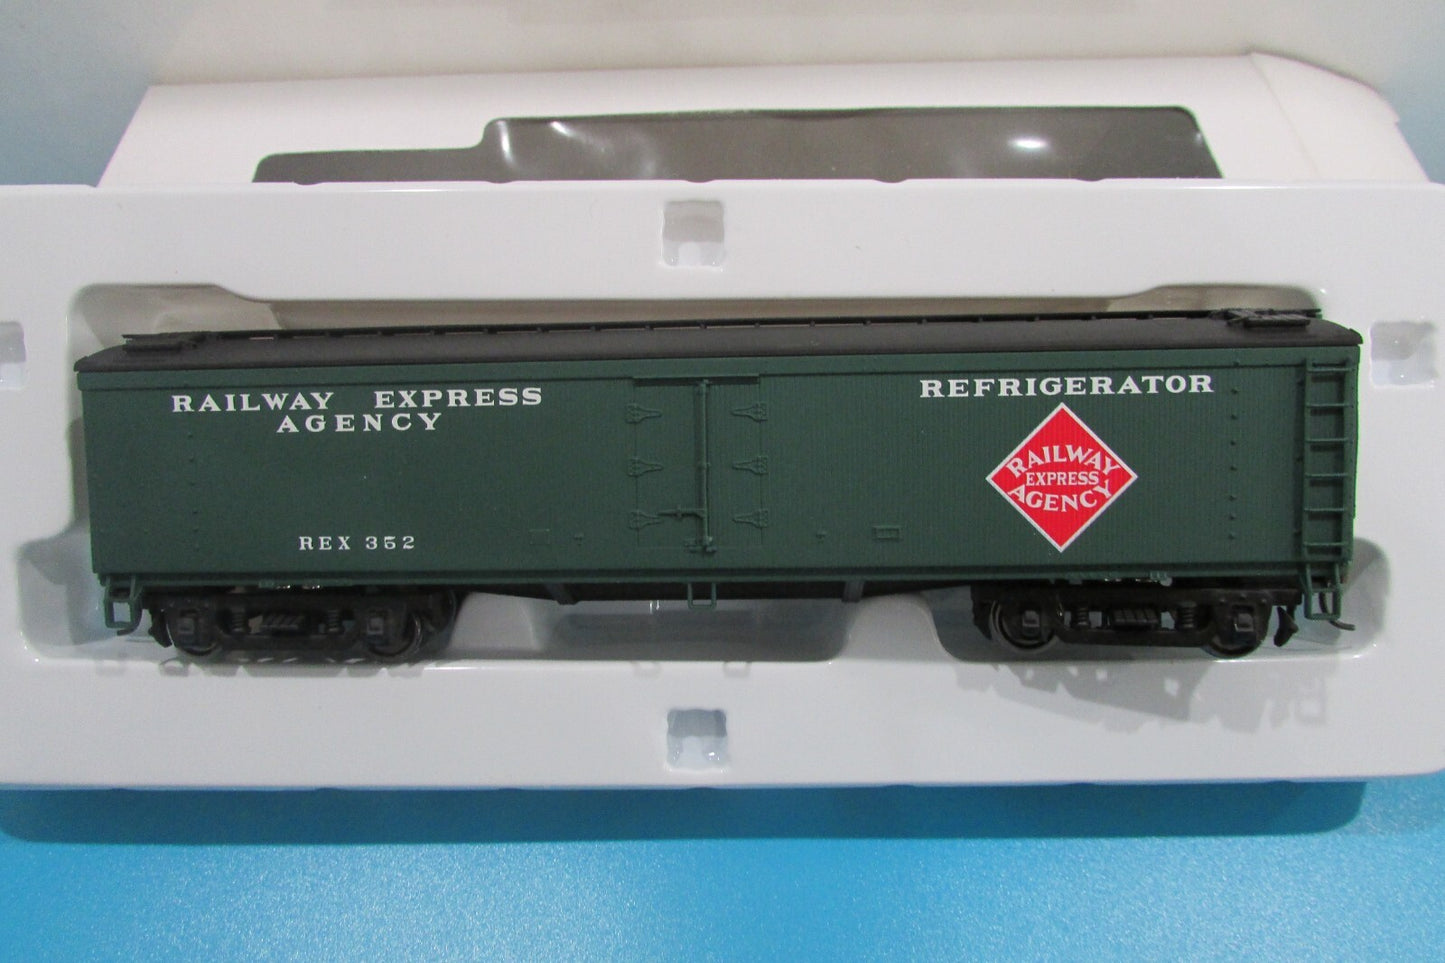 RAILWAY EXPRESS
AGENCY
REX 352
REFRIGERATOR
RAILWAY
EXPRESS
AGENCY